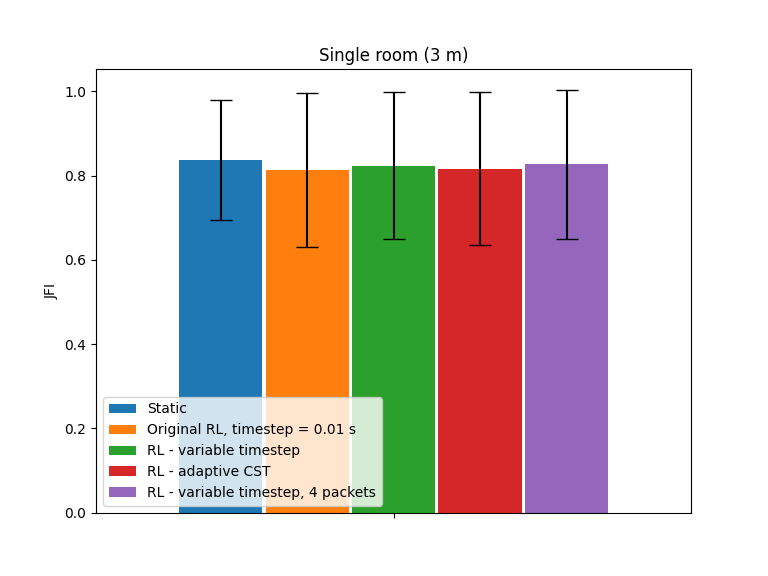 Single room (3 m)
JFI
1.0
0.8
0.6
0.4
0.2
0.0
Static
Original RL, timestep = 0.01 s
RL - variable timestep
RL - adaptive CST
RL - variable timestep, 4 packets